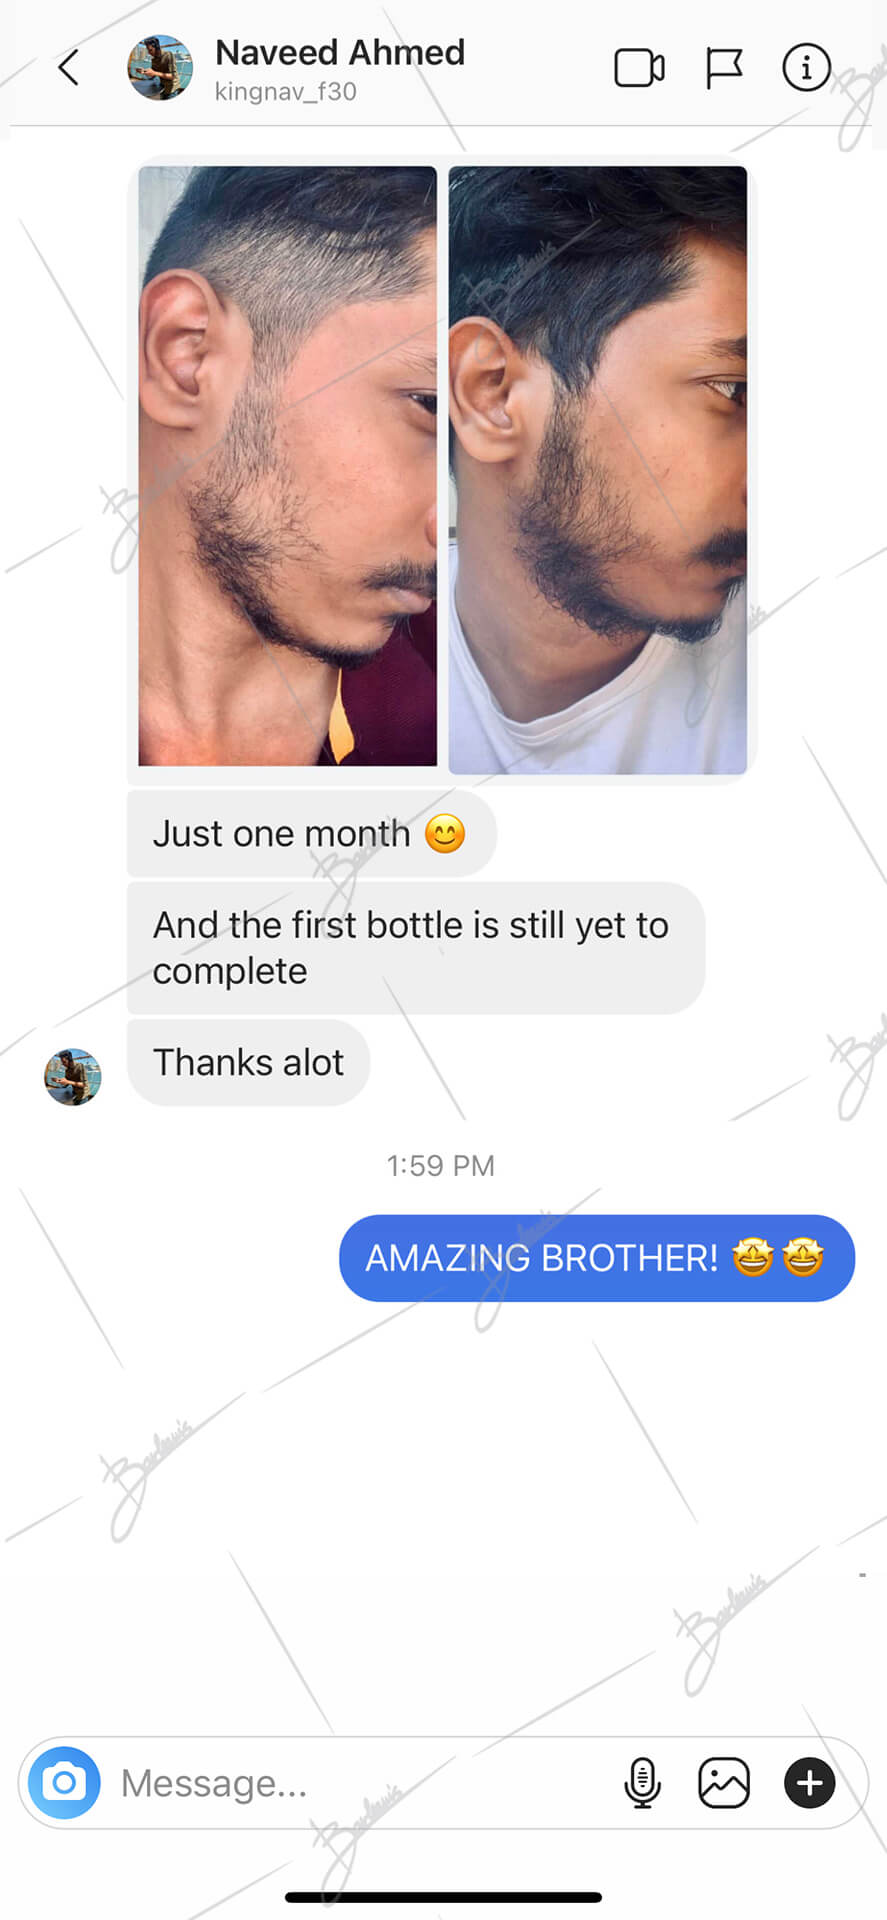 Naveed Ahmed
kingnav_f30
Just one month 😊
And the first bottle is still yet to
complete
Thanks alot
1:59 PM
AMAZING BROTHER! 🤩🤩
Message...